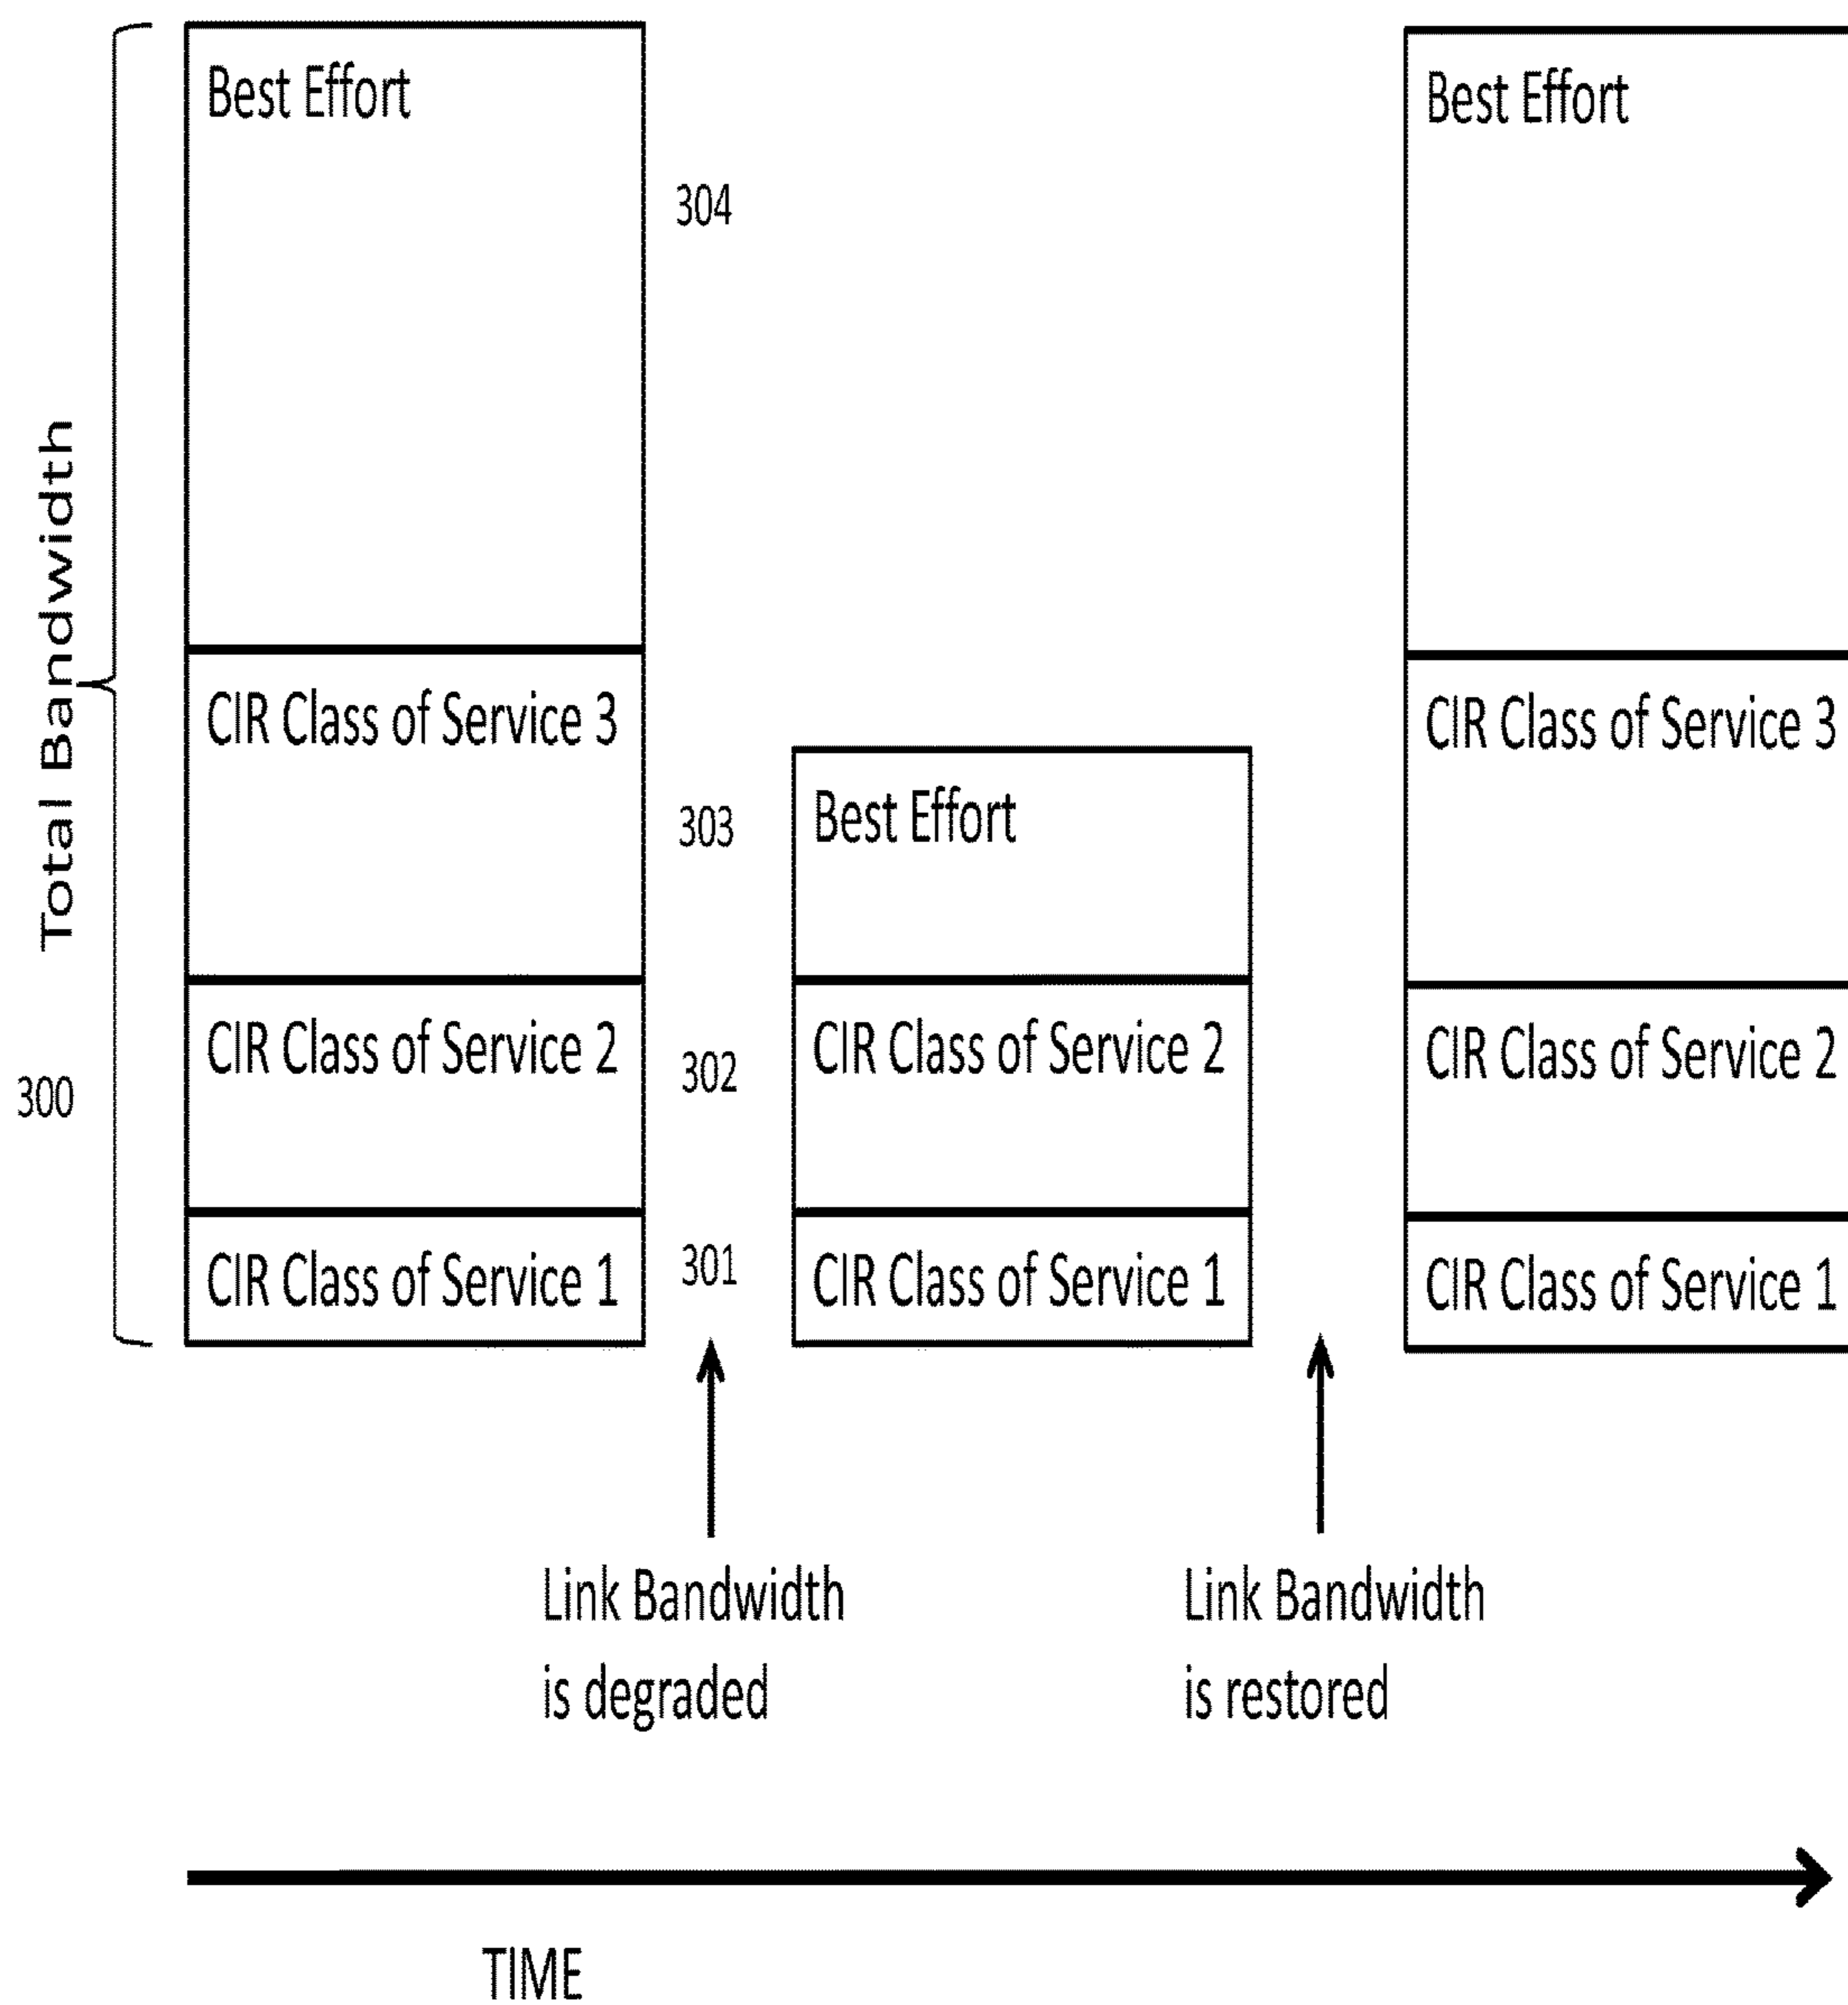 Total Bandwidth
300
Best Effort
CIR Class of Service 3
CIR Class of Service 2
CIR Class of Service 1
304
303
302
301
Best Effort
CIR Class of Service 2
CIR Class of Service 1
Best Effort
CIR Class of Service 3
CIR Class of Service 2
CIR Class of Service 1
Link Bandwidth
is degraded
Link Bandwidth
is restored
TIME